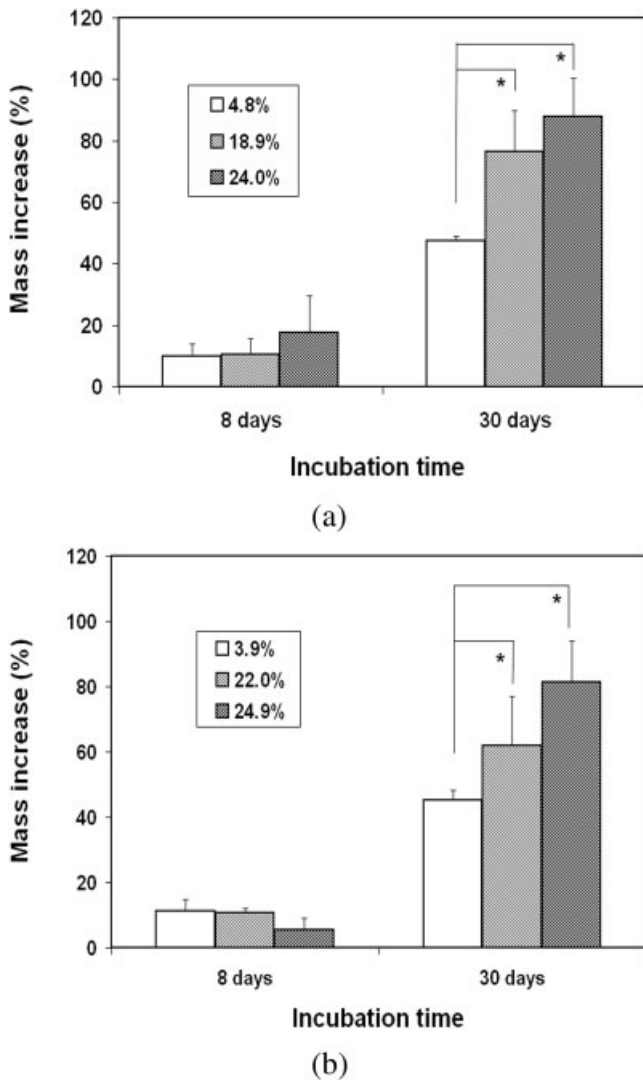 120
100
80
60
40
20
0
Mass increase (%)
4.8%
18.9%
24.0%
*
*
8 days
30 days
Incubation time
(a)
120
100
80
60
40
20
0
Mass increase (%)
3.9%
22.0%
24.9%
*
*
8 days
30 days
Incubation time
(b)